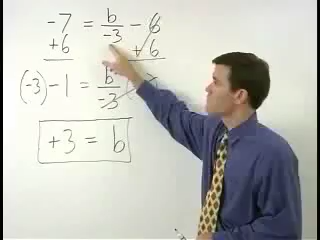 -7 = b/-3 - 6
+6 + 6
(-3) -1 = b/-3
+3 = b